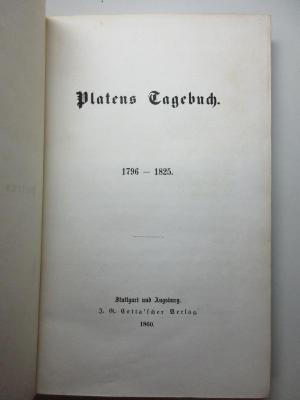 Platens Tagebuch.
1796 — 1825.
Stuttgart und Augsburg.
J. G. Cotta'scher Verlag
1860.